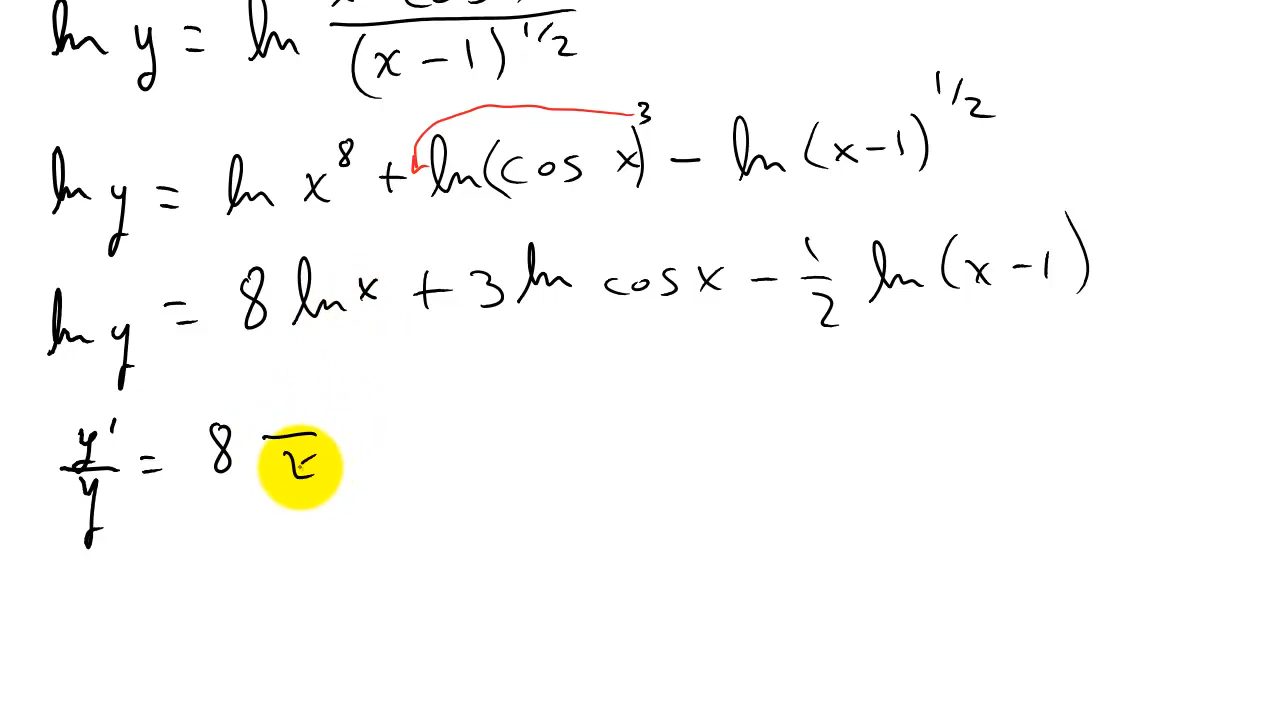 ln y = ln / (x - 1)^1/2
ln y = ln x^8 + ln(cos x)^3 - ln (x-1)^1/2
ln y = 8 ln x + 3 ln cos x - 1/2 ln (x - 1)
y'/y = 8